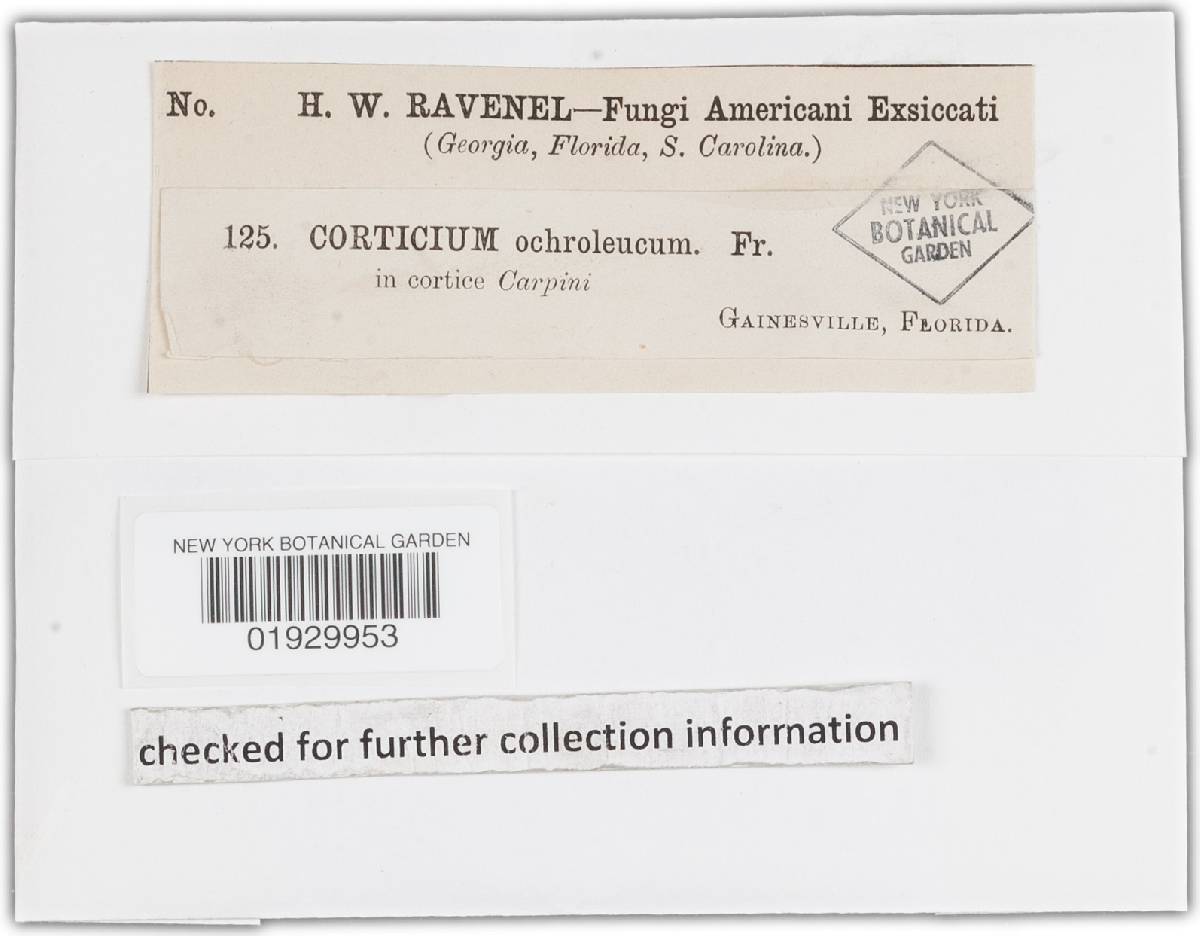 No. H. W. RAVENEL—Fungi Americani Exsiccati
(Georgia, Florida, S. Carolina.)
NEW YORK
BOTANICAL
GARDEN
125. CORTICIUM ochroleucum. Fr.
in cortice Carpini
GAINESVILLE, FLORIDA.
NEW YORK BOTANICAL GARDEN
01929953
checked for further collection information